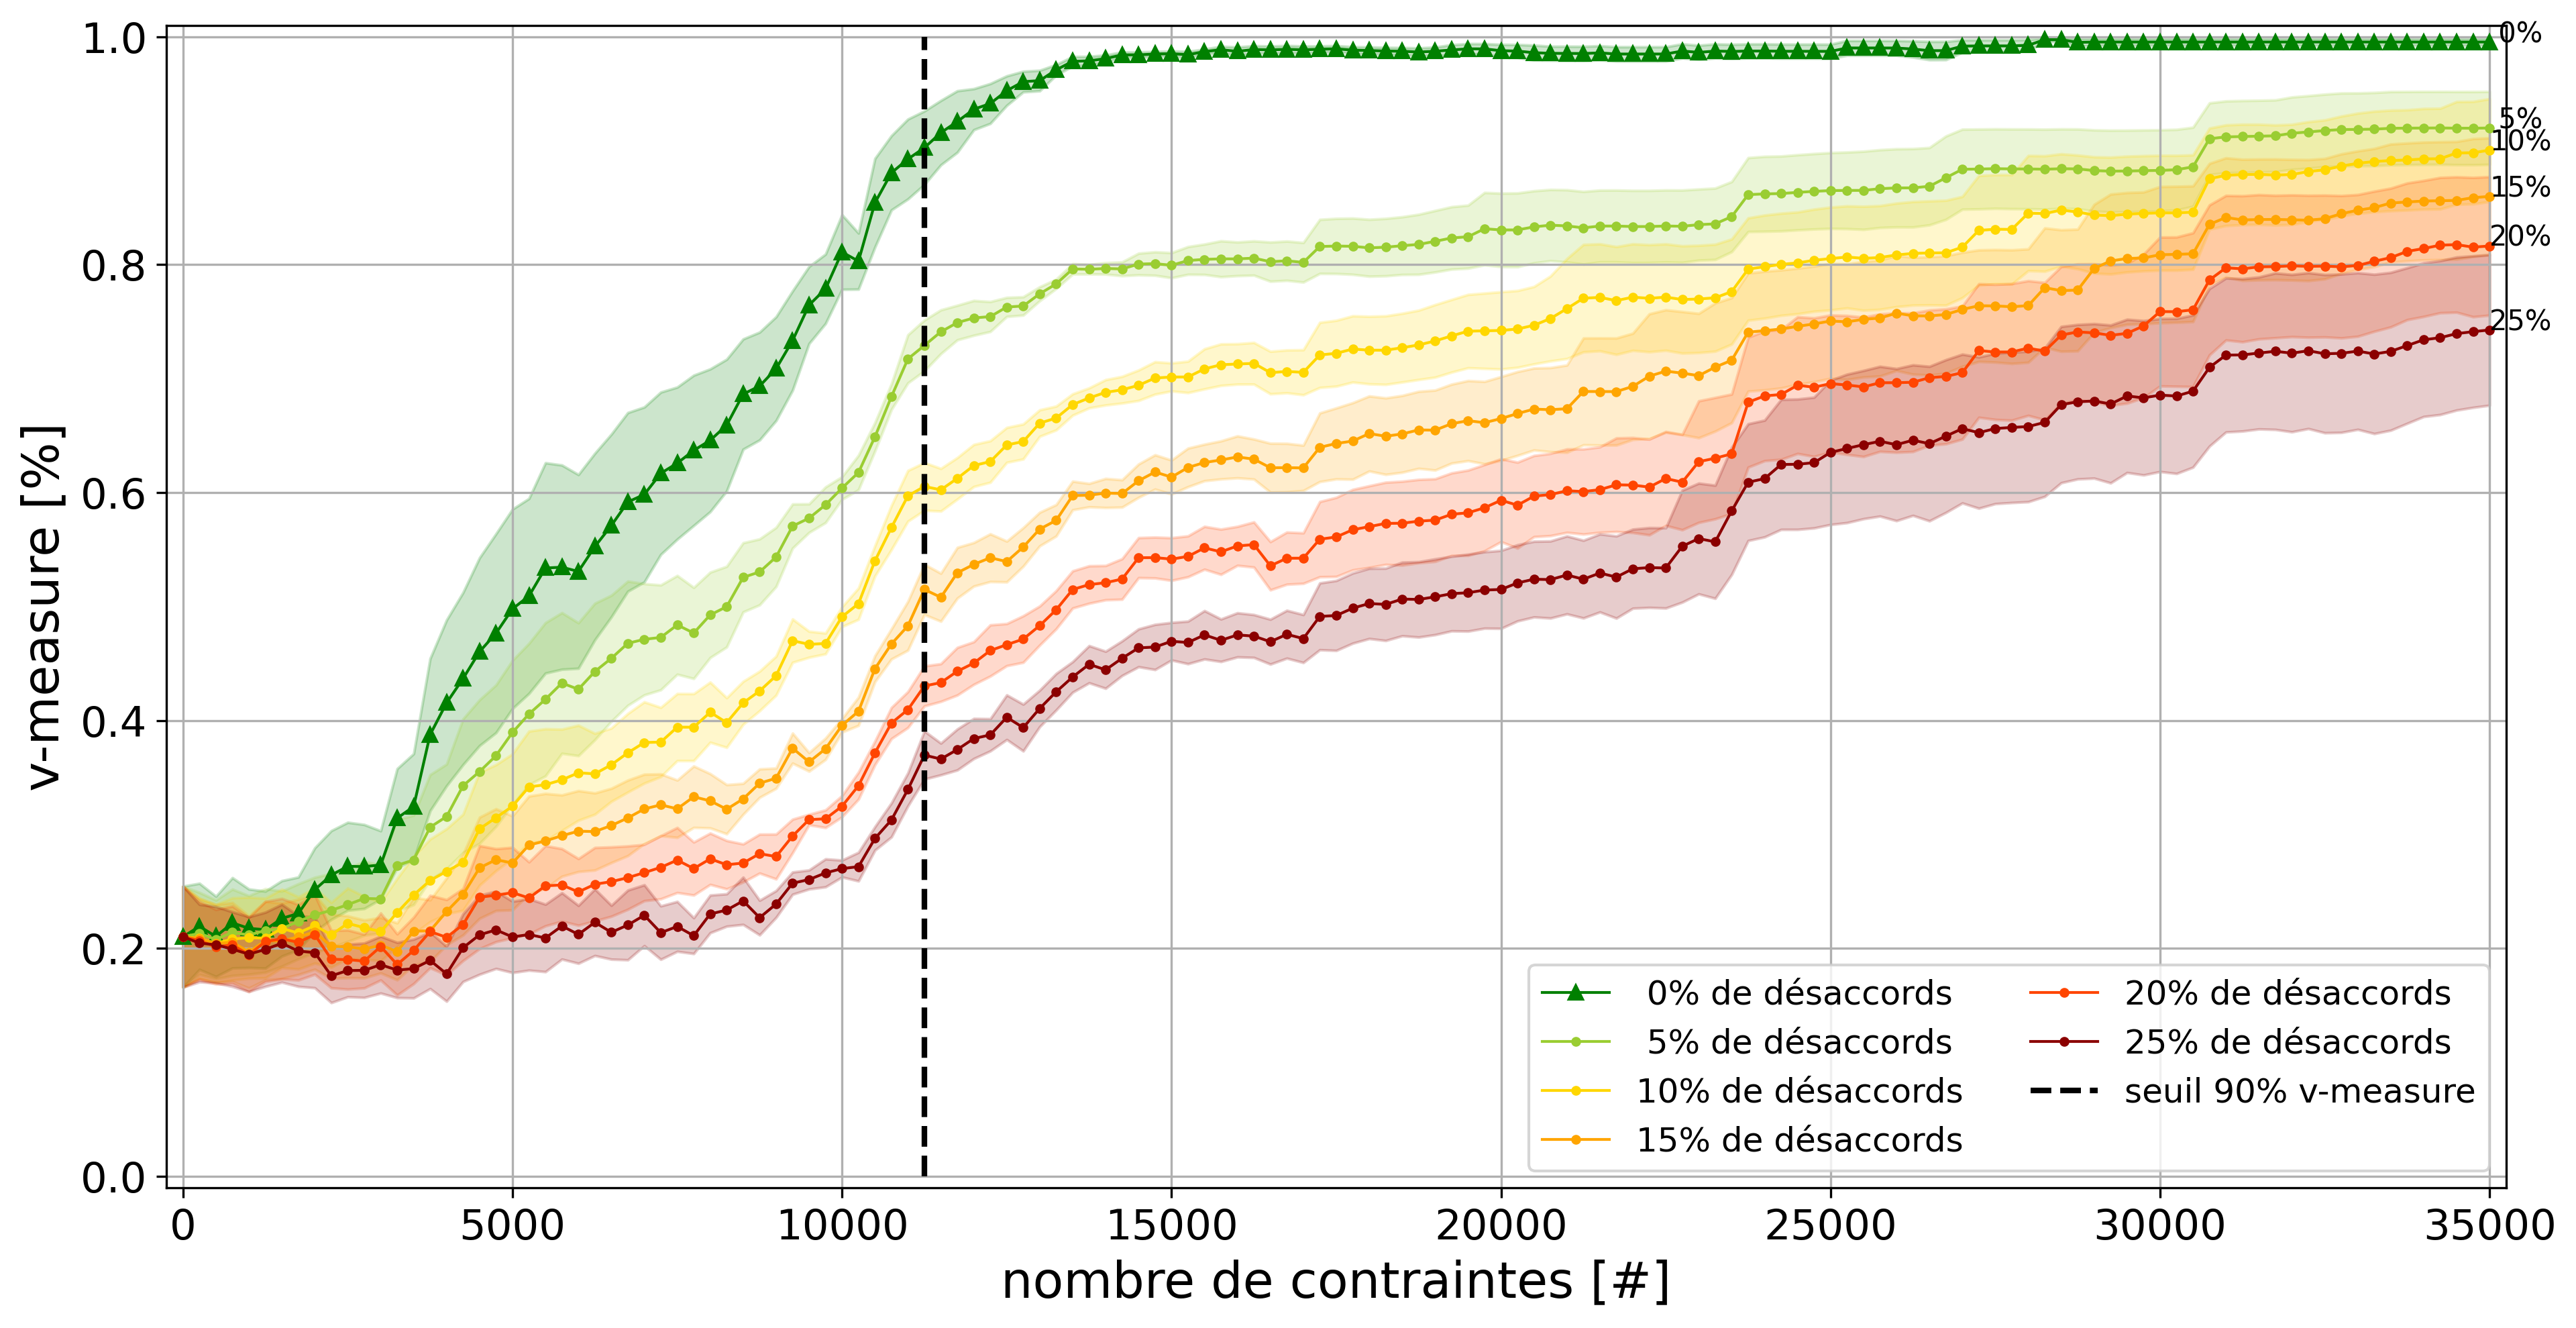 1.0
0.8
0.6
0.4
0.2
0.0
v-measure [%]
0%
5%
10%
15%
20%
25%
0% de désaccords
5% de désaccords
10% de désaccords
15% de désaccords
20% de désaccords
25% de désaccords
seuil 90% v-measure
0 5000 10000 15000 20000 25000 30000 35000
nombre de contraintes [#]